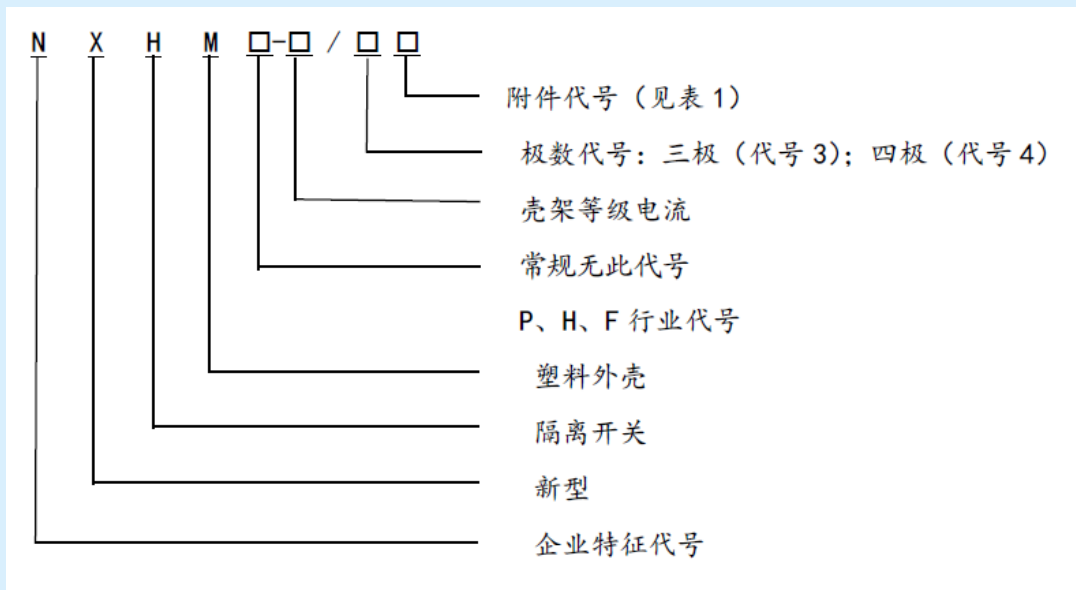 N X H M □-□ / □ □
附件代号（见表1）
极数代号：三极（代号3）；四极（代号4）
壳架等级电流
常规无此代号
P、H、F 行业代号
塑料外壳
隔离开关
新型
企业特征代号